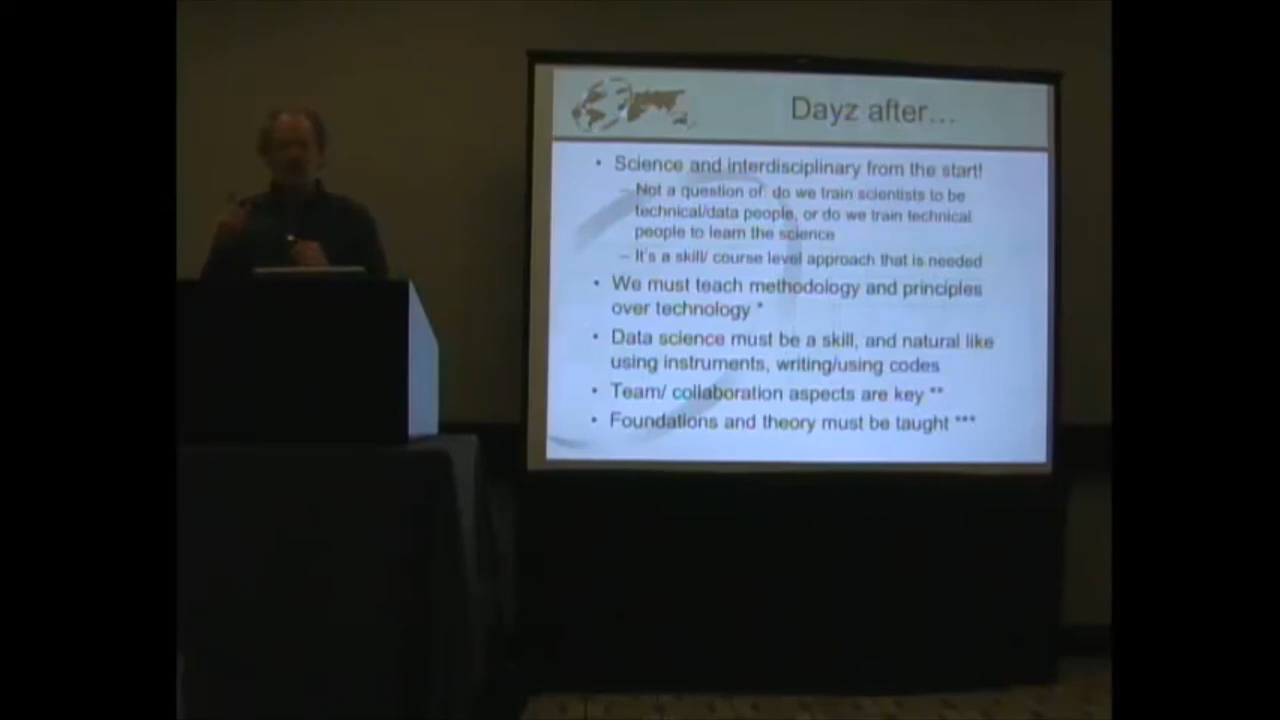 Dayz after...
• Science and interdisciplinary from the start!
– Not a question of: do we train scientists to be
technical/data people, or do we train technical
people to learn the science
– It's a skill/ course level approach that is needed
• We must teach methodology and principles
over technology *
• Data science must be a skill, and natural like
using instruments, writing/using codes
• Team/ collaboration aspects are key **
• Foundations and theory must be taught ***